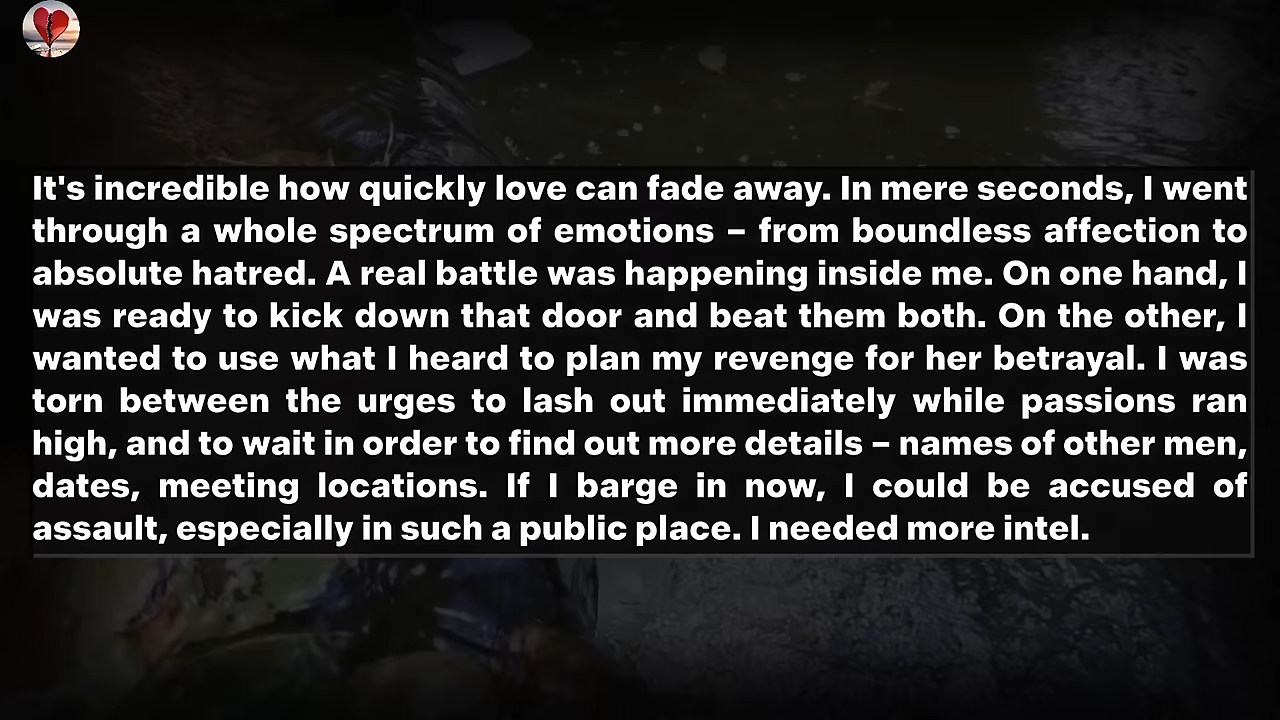 It's incredible how quickly love can fade away. In mere seconds, I went
through a whole spectrum of emotions – from boundless affection to
absolute hatred. A real battle was happening inside me. On one hand, I
was ready to kick down that door and beat them both. On the other, I
wanted to use what I heard to plan my revenge for her betrayal. I was
torn between the urges to lash out immediately while passions ran
high, and to wait in order to find out more details – names of other men,
dates, meeting locations. If I barge in now, I could be accused of
assault, especially in such a public place. I needed more intel.